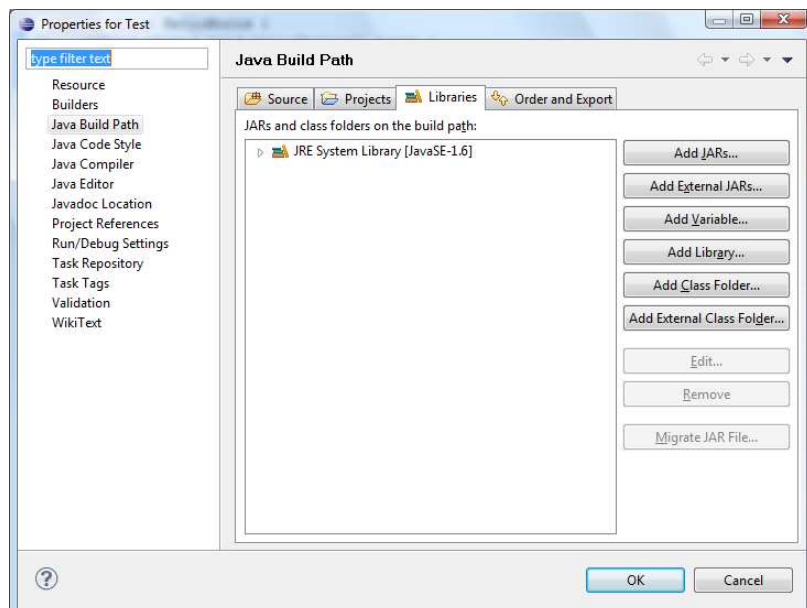 Properties for Test
type filter text
Resource
Builders
Java Build Path
Java Code Style
Java Compiler
Java Editor
Javadoc Location
Project References
Run/Debug Settings
Task Repository
Task Tags
Validation
WikiText
Java Build Path
Source Projects Libraries Order and Export
JARs and class folders on the build path:
JRE System Library [JavaSE-1.6]
Add JARs...
Add External JARs...
Add Variable...
Add Library...
Add Class Folder...
Add External Class Folder...
Edit...
Remove
Migrate JAR File...
OK Cancel